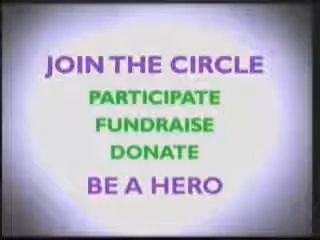 JOIN THE CIRCLE
PARTICIPATE
FUNDRAISE
DONATE
BE A HERO